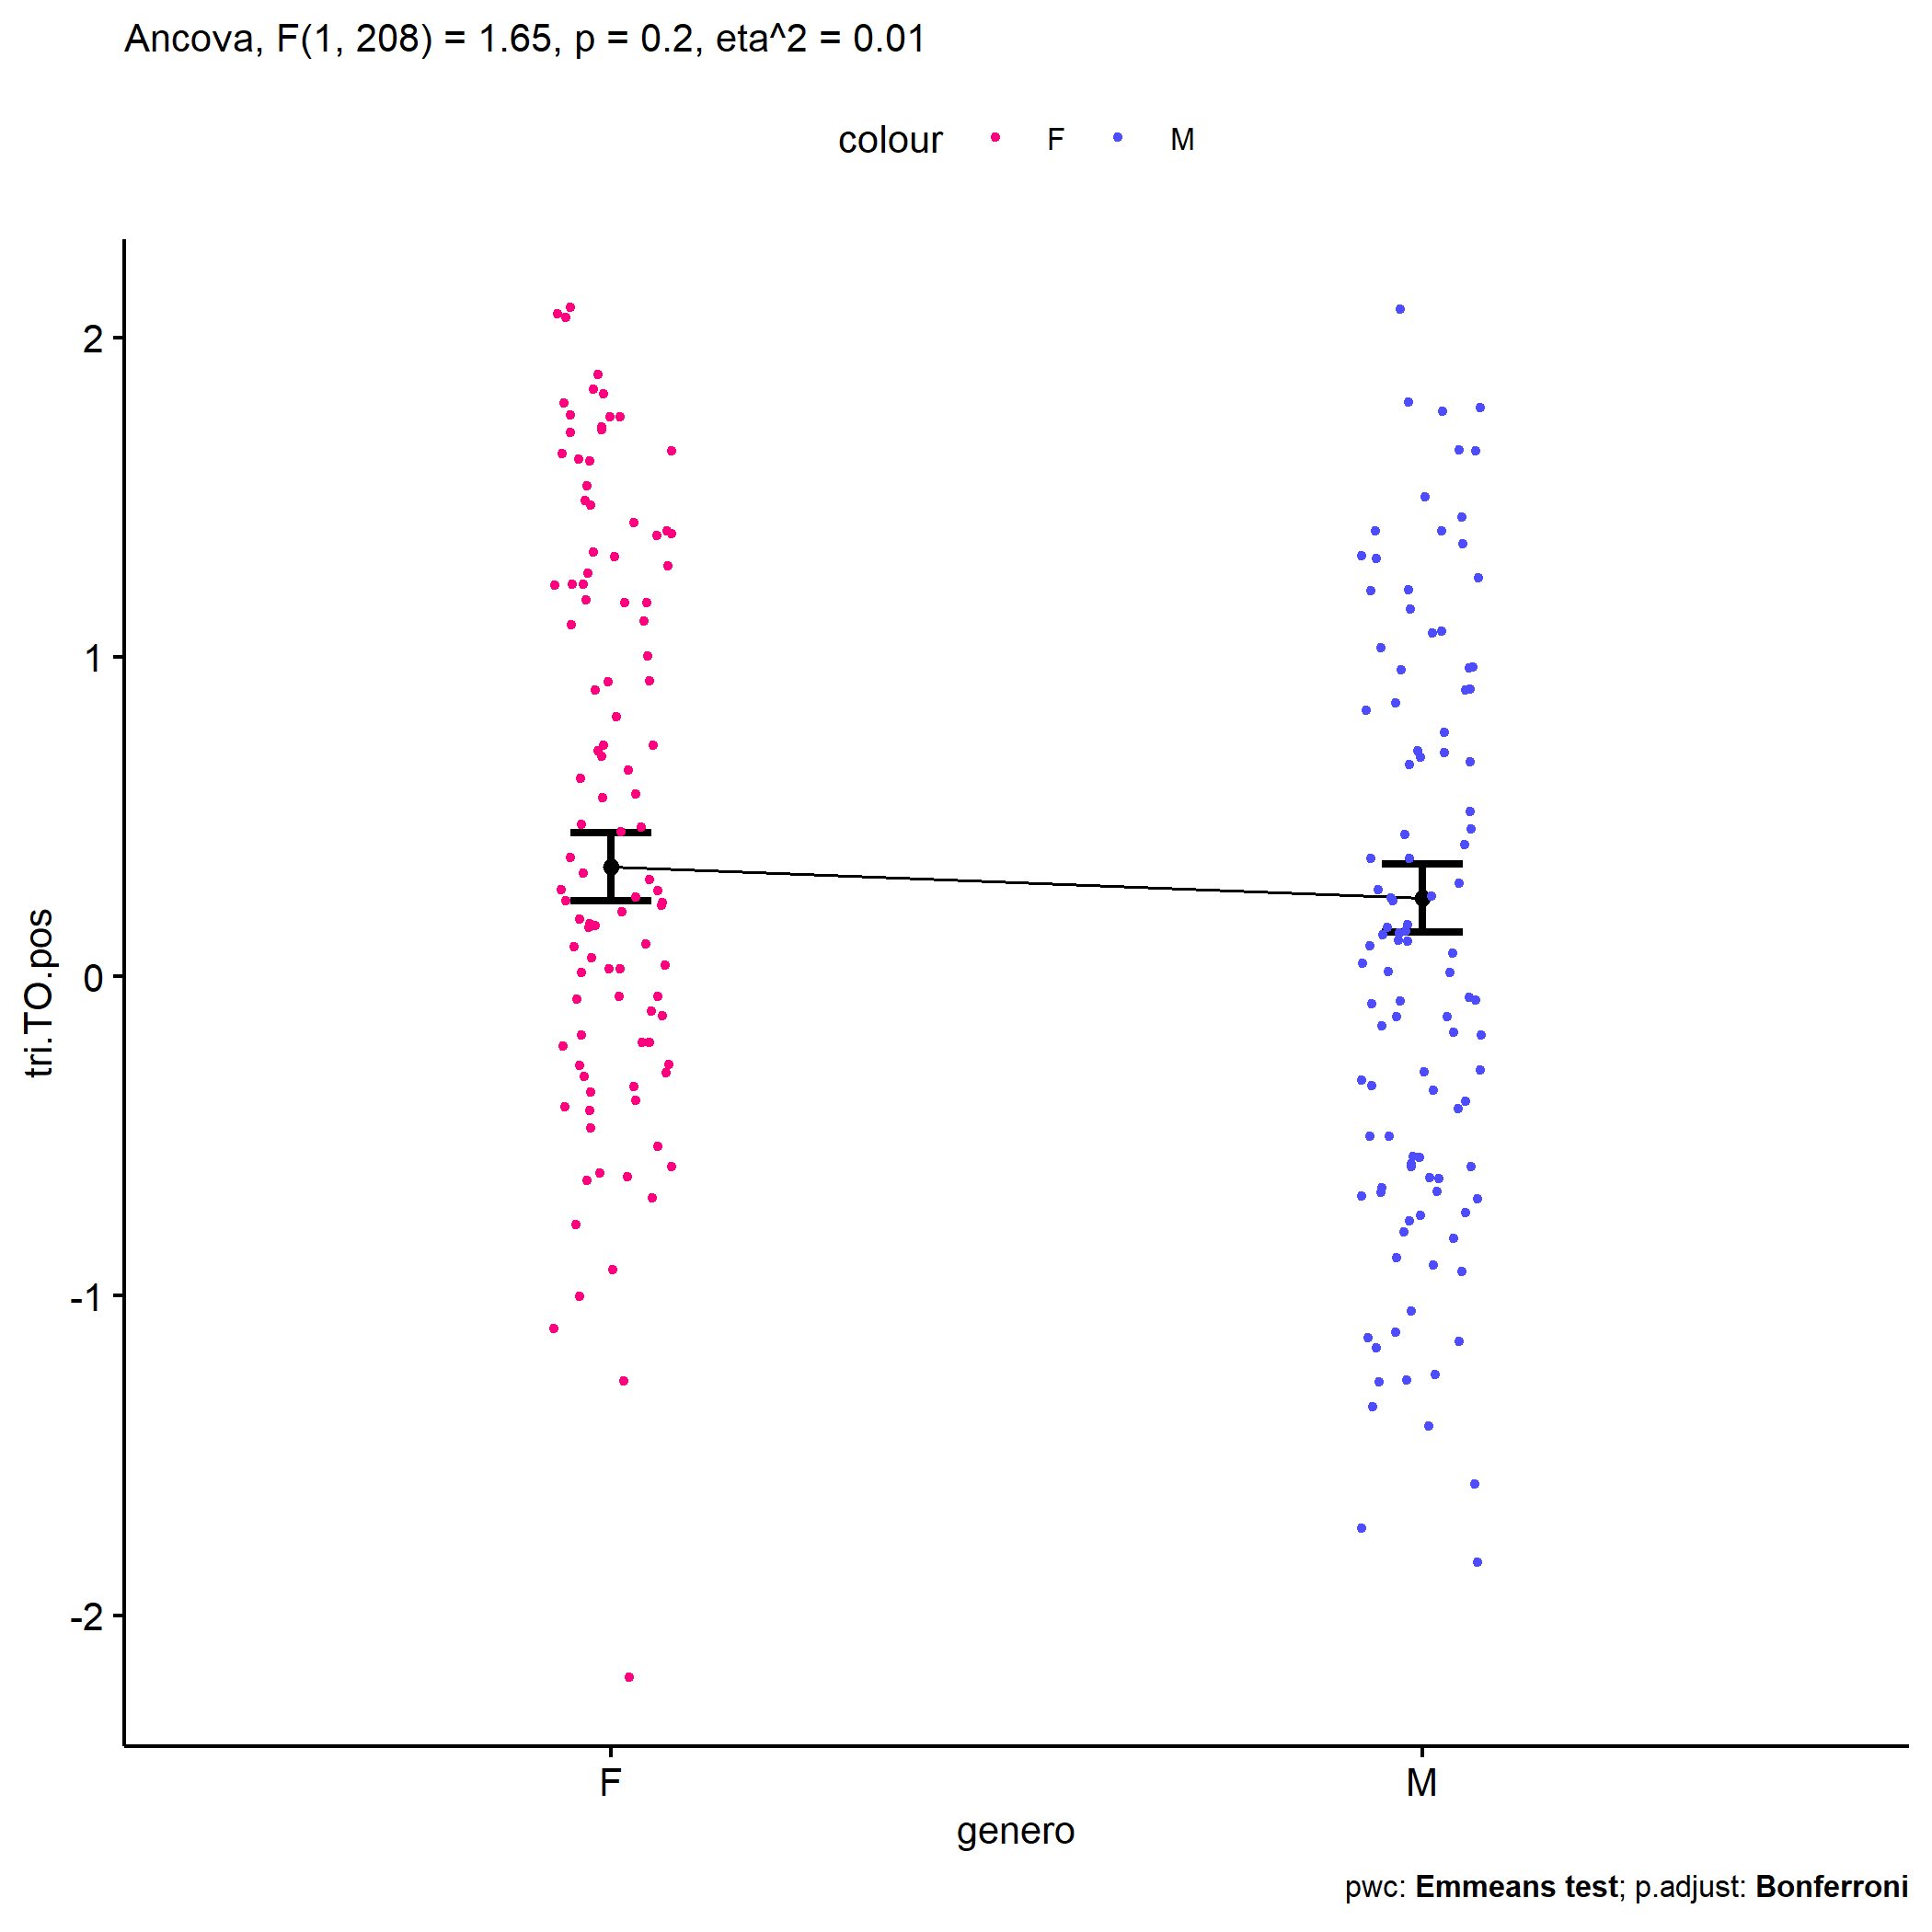 Ancova, F(1, 208) = 1.65, p = 0.2, eta^2 = 0.01
colour F M
tri.TO.pos
2
1
0
-1
-2
F M
genero
pwc: Emmeans test; p.adjust: Bonferroni